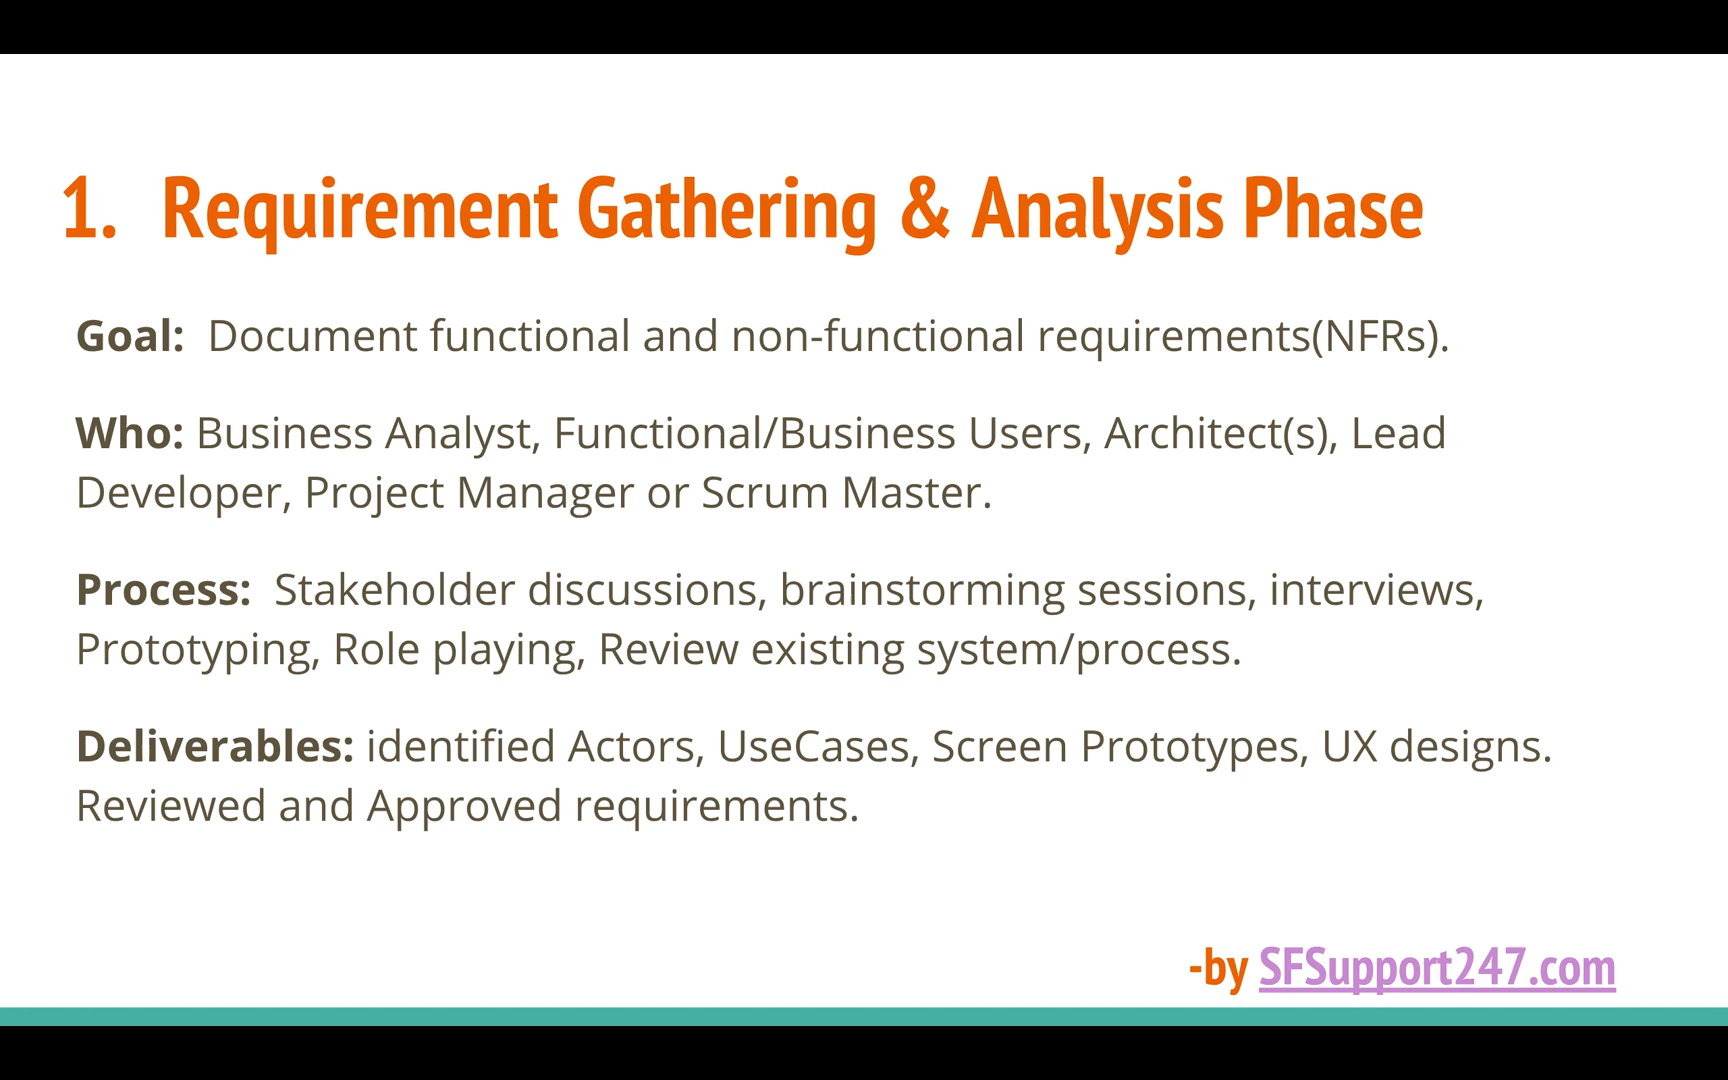 1. Requirement Gathering & Analysis Phase
Goal: Document functional and non-functional requirements(NFRs).
Who: Business Analyst, Functional/Business Users, Architect(s), Lead
Developer, Project Manager or Scrum Master.
Process: Stakeholder discussions, brainstorming sessions, interviews,
Prototyping, Role playing, Review existing system/process.
Deliverables: identified Actors, UseCases, Screen Prototypes, UX designs.
Reviewed and Approved requirements.
-by SFSupport247.com